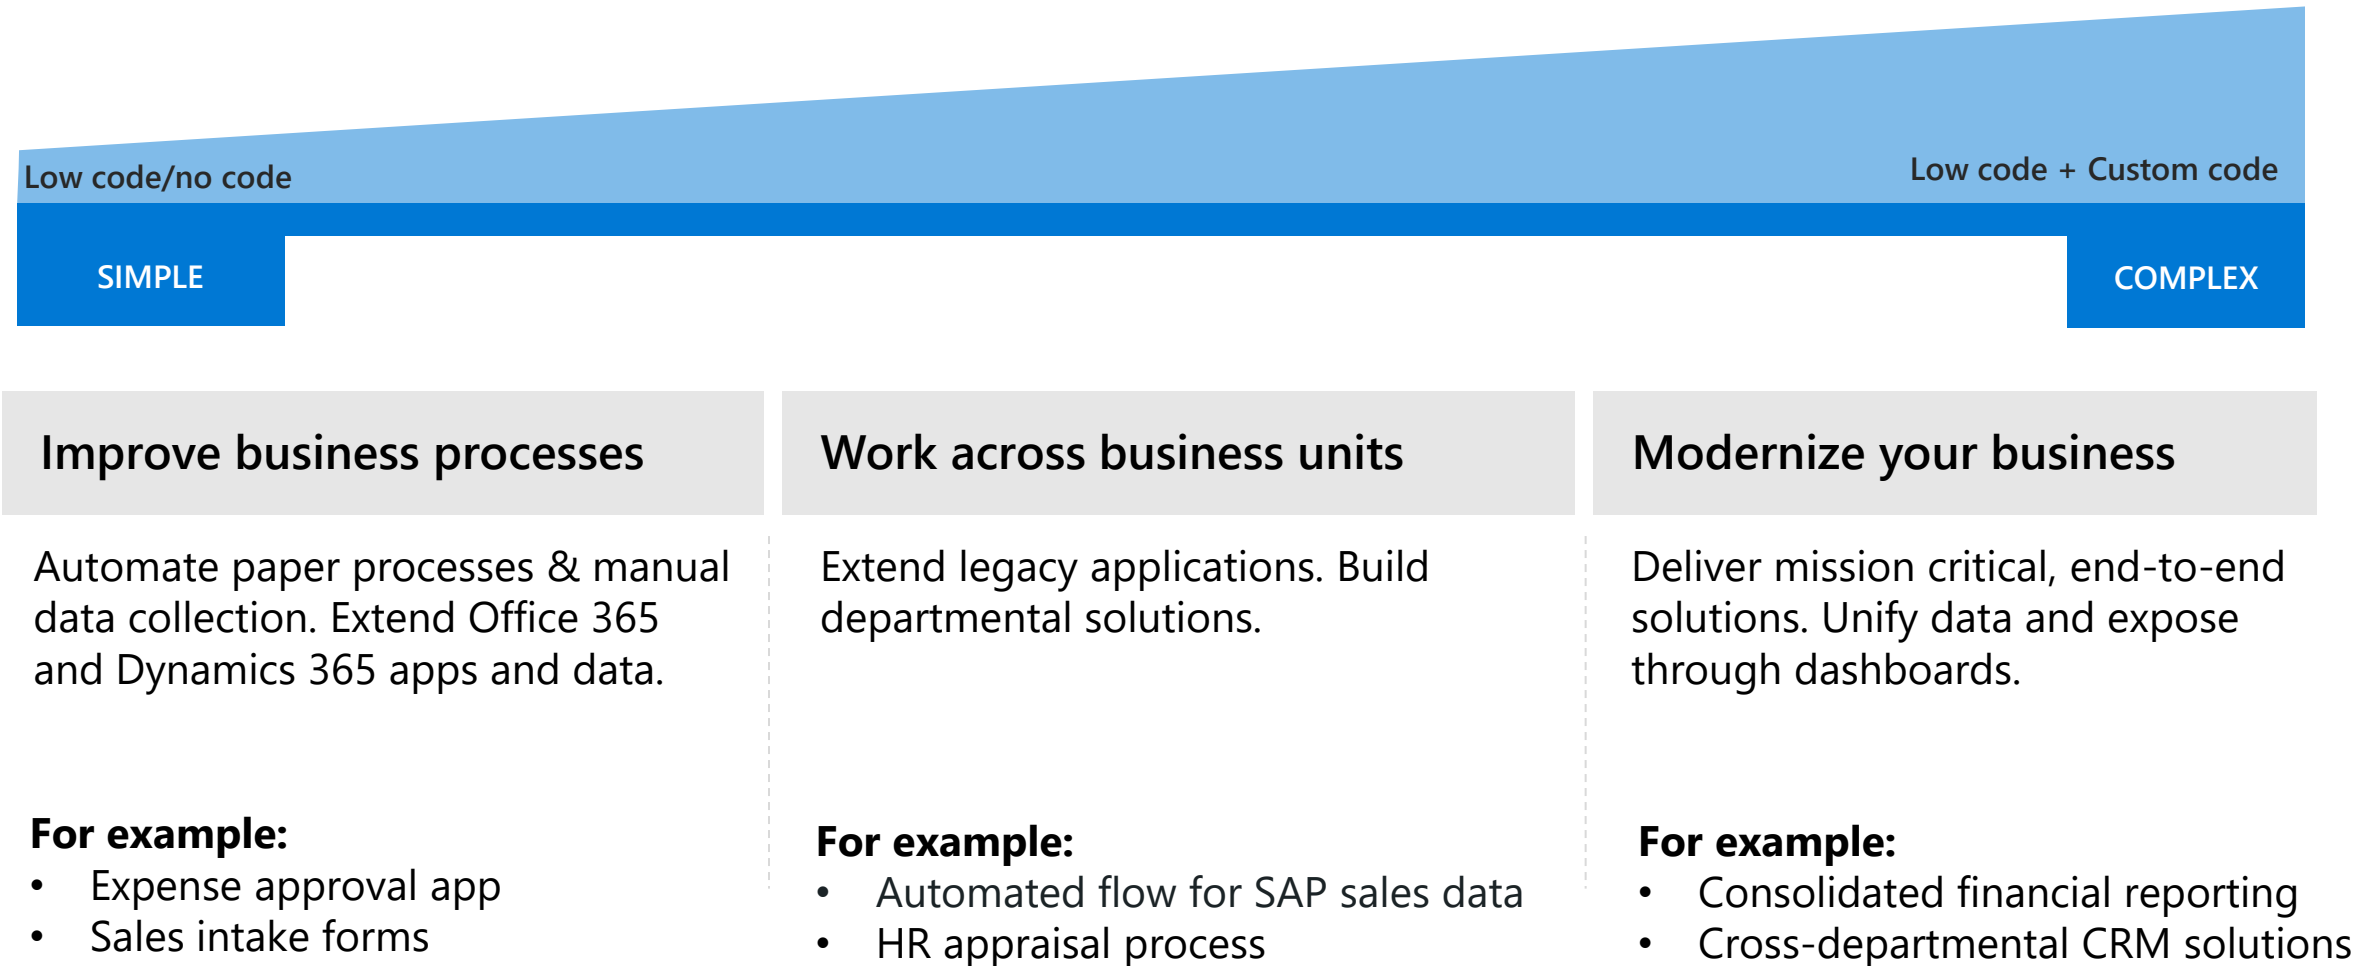 Low code/no code
Low code + Custom code
SIMPLE
COMPLEX
Improve business processes
Automate paper processes & manual
data collection. Extend Office 365
and Dynamics 365 apps and data.
For example:
• Expense approval app
• Sales intake forms
Work across business units
Extend legacy applications. Build
departmental solutions.
For example:
• Automated flow for SAP sales data
• HR appraisal process
Modernize your business
Deliver mission critical, end-to-end
solutions. Unify data and expose
through dashboards.
For example:
• Consolidated financial reporting
• Cross-departmental CRM solutions